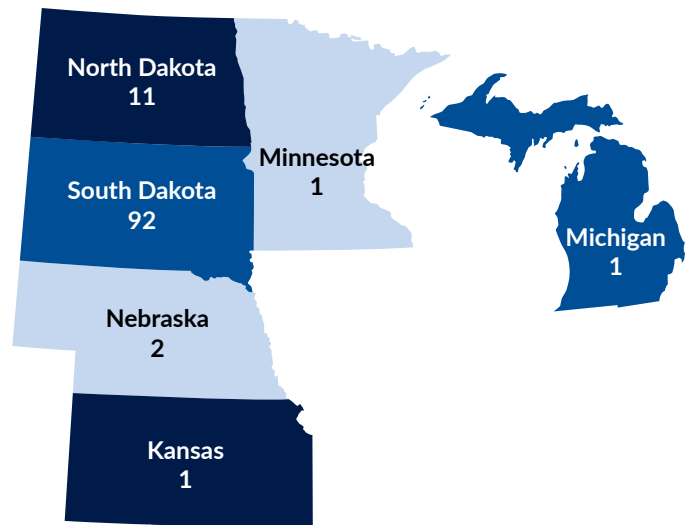 North Dakota
11
Minnesota
1
South Dakota
92
Michigan
1
Nebraska
2
Kansas
1